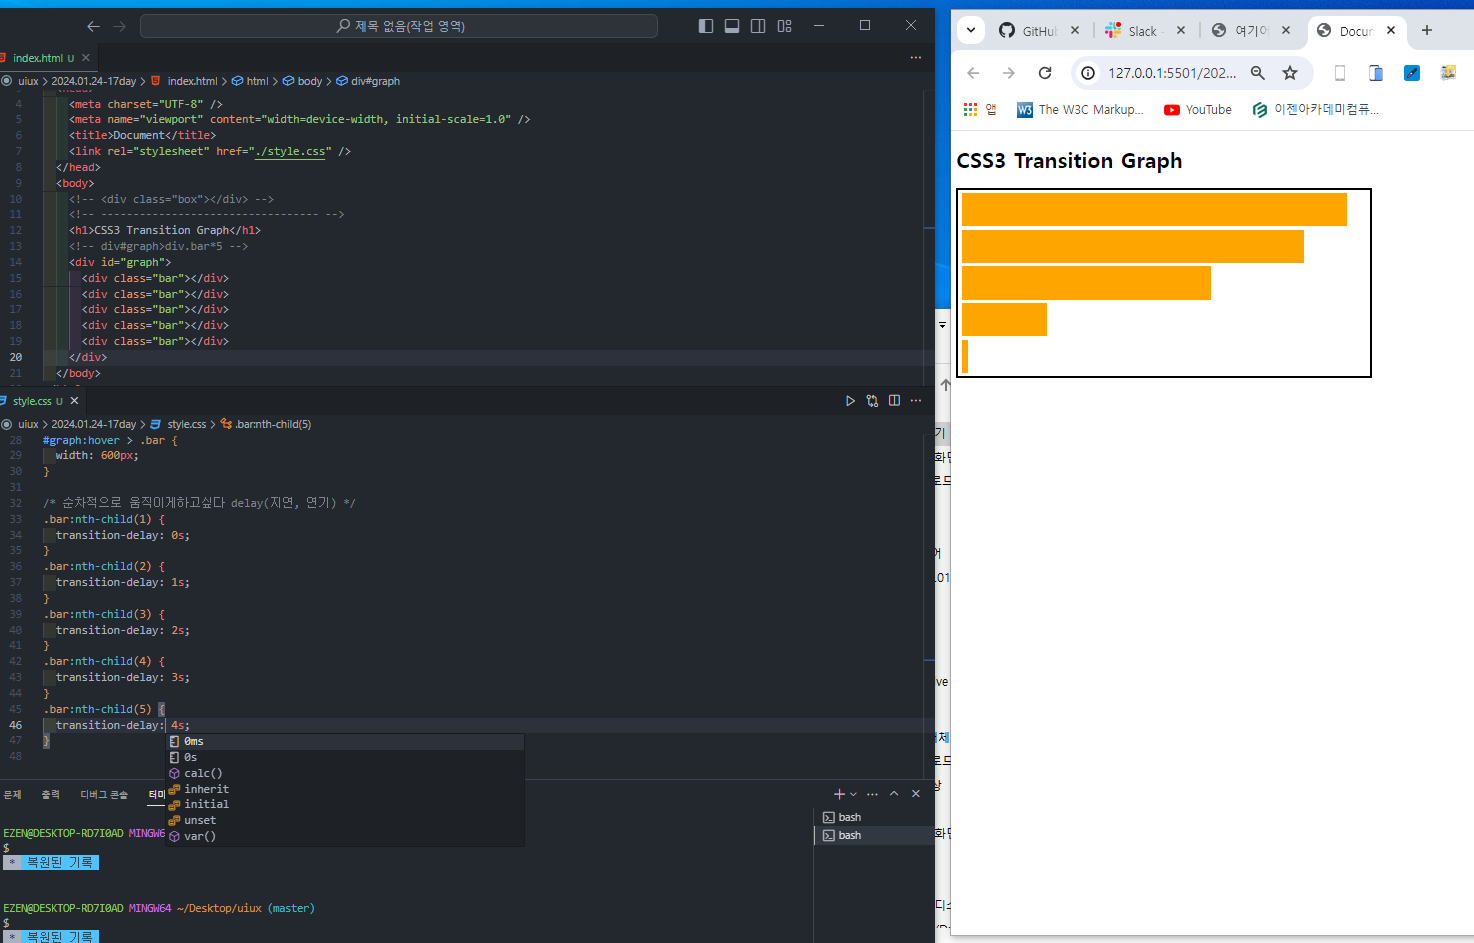 제목 없음(작업 영역)
index.html U
uiux > 2024.01.24-17day > index.html > html > body > div#graph
4 <meta charset="UTF-8" />
5 <meta name="viewport" content="width=device-width, initial-scale=1.0" />
6 <title>Document</title>
7 <link rel="stylesheet" href="./style.css" />
8 </head>
9 <body>
10 <!-- <div class="box"></div> -->
11 <!-- ---------------------------------- -->
12 <h1>CSS3 Transition Graph</h1>
13 <!-- div#graph>div.bar*5 -->
14 <div id="graph">
15 <div class="bar"></div>
16 <div class="bar"></div>
17 <div class="bar"></div>
18 <div class="bar"></div>
19 <div class="bar"></div>
20 </div>
21 </body>
style.css U
uiux > 2024.01.24-17day > style.css > .bar:nth-child(5)
28 #graph:hover > .bar {
29 width: 600px;
30 }
31
32 /* 순차적으로 움직이게하고싶다 delay(지연, 연기) */
33 .bar:nth-child(1) {
34 transition-delay: 0s;
35 }
36 .bar:nth-child(2) {
37 transition-delay: 1s;
38 }
39 .bar:nth-child(3) {
40 transition-delay: 2s;
41 }
42 .bar:nth-child(4) {
43 transition-delay: 3s;
44 }
45 .bar:nth-child(5) {
46 transition-delay: 4s;
47 }
48
0ms
0s
calc()
inherit
initial
unset
var()
문제 출력 디버그 콘솔 터미
bash
bash
EZEN@DESKTOP-RD7I0AD MINGW6
$
* 복원된 기록
EZEN@DESKTOP-RD7I0AD MINGW64 ~/Desktop/uiux (master)
$
* 복원된 기록
GitHub Slack - 여기에 Docum
127.0.0.1:5501/202...
앱 The W3C Markup... YouTube 이젠아카데미컴퓨...
CSS3 Transition Graph